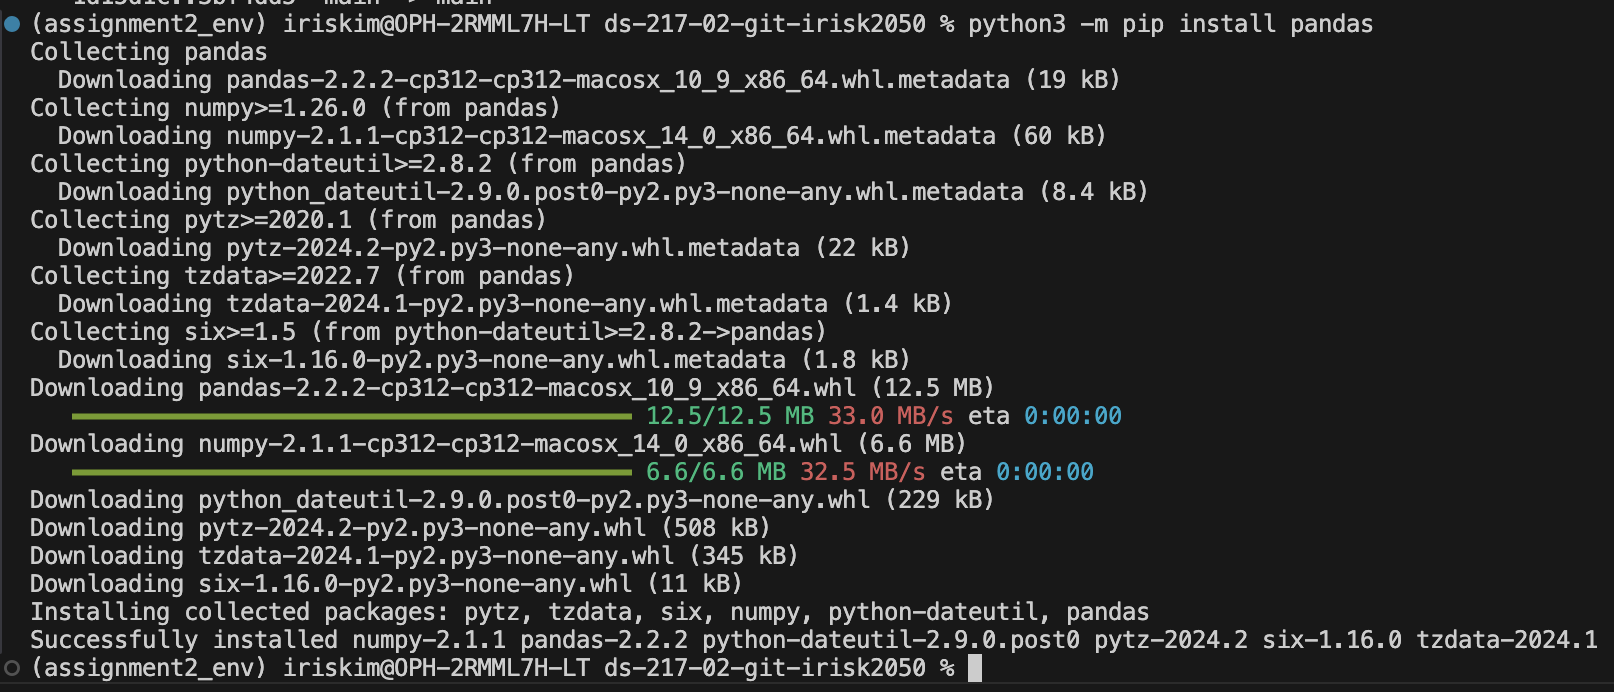 (assignment2_env) iriskim@OPH-2RMML7H-LT ds-217-02-git-irisk2050 % python3 -m pip install pandas
Collecting pandas
  Downloading pandas-2.2.2-cp312-cp312-macosx_10_9_x86_64.whl.metadata (19 kB)
Collecting numpy>=1.26.0 (from pandas)
  Downloading numpy-2.1.1-cp312-cp312-macosx_14_0_x86_64.whl.metadata (60 kB)
Collecting python-dateutil>=2.8.2 (from pandas)
  Downloading python_dateutil-2.9.0.post0-py2.py3-none-any.whl.metadata (8.4 kB)
Collecting pytz>=2020.1 (from pandas)
  Downloading pytz-2024.2-py2.py3-none-any.whl.metadata (22 kB)
Collecting tzdata>=2022.7 (from pandas)
  Downloading tzdata-2024.1-py2.py3-none-any.whl.metadata (1.4 kB)
Collecting six>=1.5 (from python-dateutil>=2.8.2->pandas)
  Downloading six-1.16.0-py2.py3-none-any.whl.metadata (1.8 kB)
Downloading pandas-2.2.2-cp312-cp312-macosx_10_9_x86_64.whl (12.5 MB)
12.5/12.5 MB 33.0 MB/s eta 0:00:00
Downloading numpy-2.1.1-cp312-cp312-macosx_14_0_x86_64.whl (6.6 MB)
6.6/6.6 MB 32.5 MB/s eta 0:00:00
Downloading python_dateutil-2.9.0.post0-py2.py3-none-any.whl (229 kB)
Downloading pytz-2024.2-py2.py3-none-any.whl (508 kB)
Downloading tzdata-2024.1-py2.py3-none-any.whl (345 kB)
Downloading six-1.16.0-py2.py3-none-any.whl (11 kB)
Installing collected packages: pytz, tzdata, six, numpy, python-dateutil, pandas
Successfully installed numpy-2.1.1 pandas-2.2.2 python-dateutil-2.9.0.post0 pytz-2024.2 six-1.16.0 tzdata-2024.1
(assignment2_env) iriskim@OPH-2RMML7H-LT ds-217-02-git-irisk2050 %